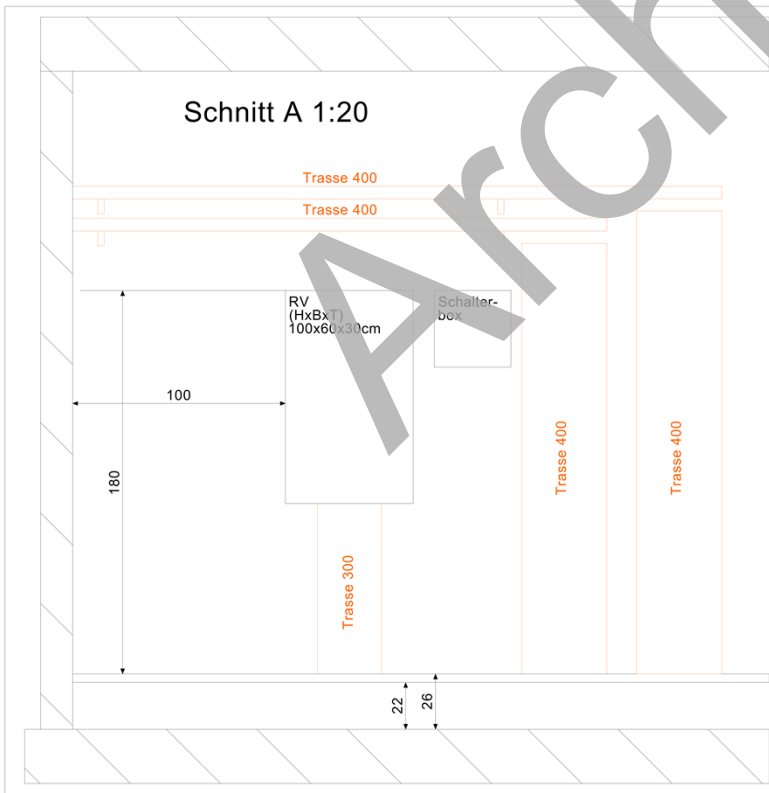 Schnitt A 1:20
Trasse 400
Trasse 400
RV
(HxBxT)
100x60x30cm
Schalter-
box
100
180
Trasse 300
Trasse 400
Trasse 400
22
26
Arch